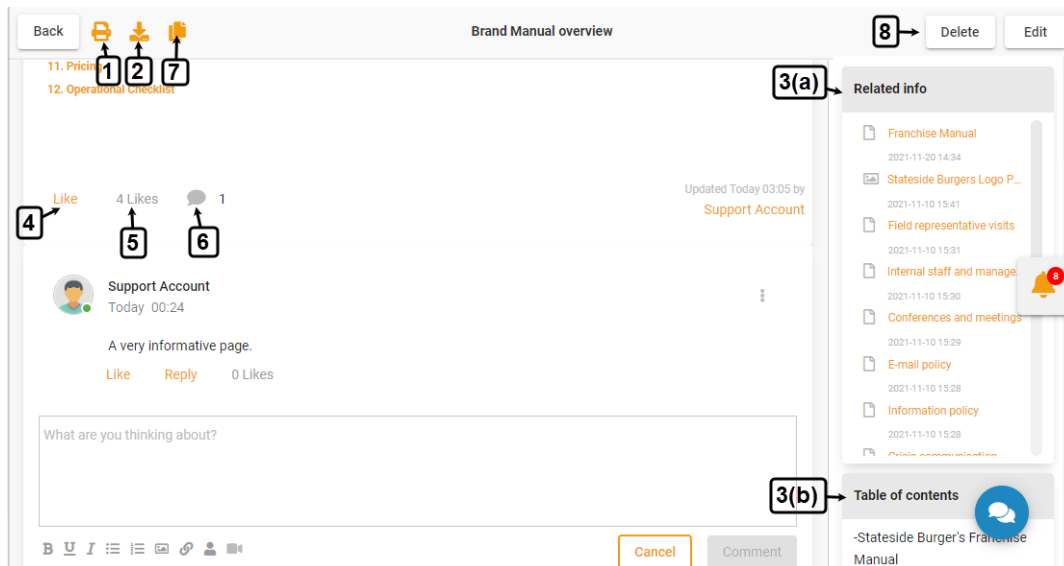 Back
Brand Manual overview
8
Delete
Edit
1
2
7
11. Pricing
12. Operational Checklist
3(a)
Related info
Franchise Manual
2021-11-20 14:34
Stateside Burgers Logo P...
2021-11-10 15:41
Field representative visits
2021-11-10 15:31
Internal staff and manage...
2021-11-10 15:30
Conferences and meetings
2021-11-10 15:29
E-mail policy
2021-11-10 15:28
Information policy
2021-11-10 15:28
Crisis communication
8
Like
4 Likes
1
Updated Today 03:05 by
Support Account
4
5
6
Support Account
Today 00:24
A very informative page.
Like
Reply
0 Likes
What are you thinking about?
B U I
Cancel
Comment
3(b)
Table of contents
-Stateside Burger's Franchise
Manual